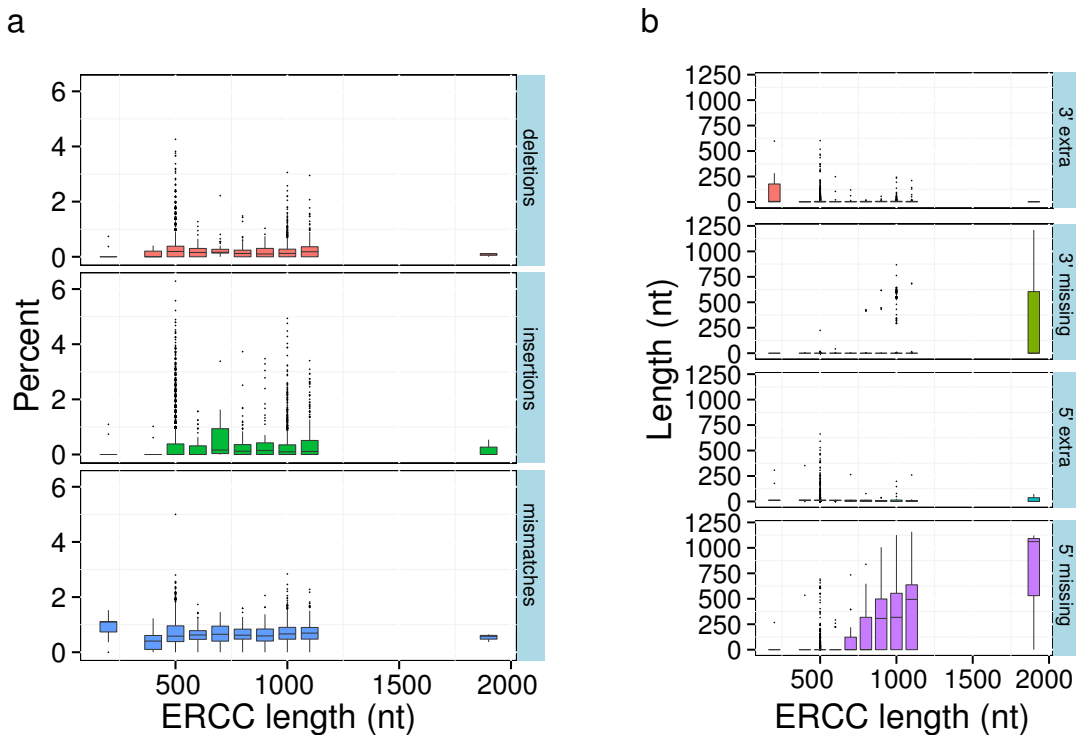 a
6
4
2
0
deletions
6
4
2
0
insertions
6
4
2
0
mismatches
Percent
500 1000 1500 2000
ERCC length (nt)
b
1250
1000
750
500
250
0
3' extra
1250
1000
750
500
250
0
3' missing
1250
1000
750
500
250
0
5' extra
1250
1000
750
500
250
0
5' missing
Length (nt)
500 1000 1500 2000
ERCC length (nt)